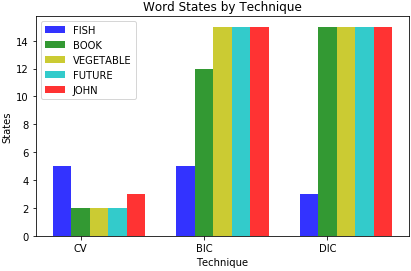 Word States by Technique
FISH
BOOK
VEGETABLE
FUTURE
JOHN
States
14
12
10
8
6
4
2
0
CV
BIC
DIC
Technique